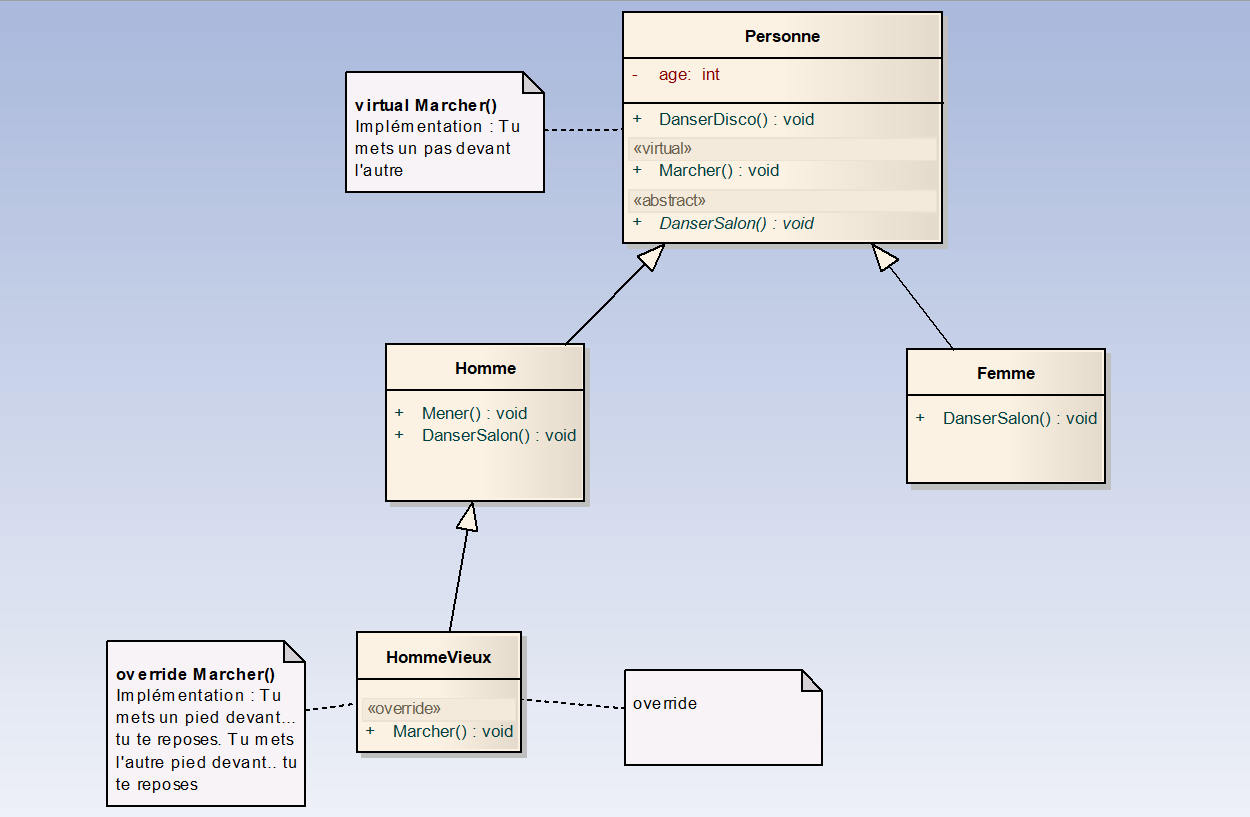 Personne
- age: int
+ DanserDisco() : void
«virtual»
+ Marcher() : void
«abstract»
+ DanserSalon() : void
virtual Marcher()
Implémentation : Tu
mets un pas devant
l'autre
Homme
+ Mener() : void
+ DanserSalon() : void
Femme
+ DanserSalon() : void
override Marcher()
Implémentation : Tu
mets un pied devant...
tu te reposes. Tu mets
l'autre pied devant.. tu
te reposes
HommeVieux
«override»
+ Marcher() : void
override